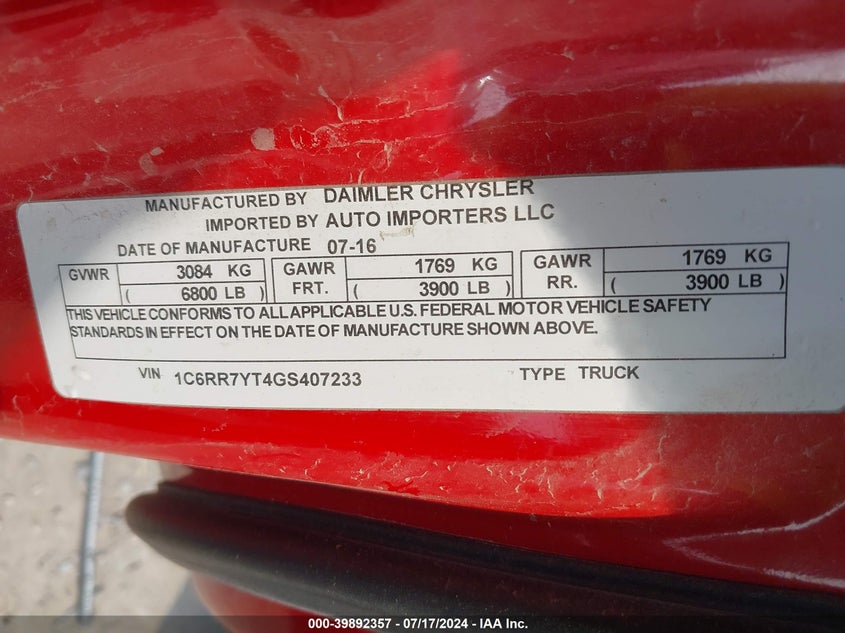 MANUFACTURED BY DAIMLER CHRYSLER
IMPORTED BY AUTO IMPORTERS LLC
DATE OF MANUFACTURE 07-16
GVWR 3084 KG GAWR 1769 KG GAWR 1769 KG
( 6800 LB ) FRT. ( 3900 LB ) RR. ( 3900 LB )
THIS VEHICLE CONFORMS TO ALL APPLICABLE U.S. FEDERAL MOTOR VEHICLE SAFETY
STANDARDS IN EFFECT ON THE DATE OF MANUFACTURE SHOWN ABOVE.
VIN 1C6RR7YT4GS407233 TYPE TRUCK
000-39892357 - 07/17/2024 - IAA Inc.